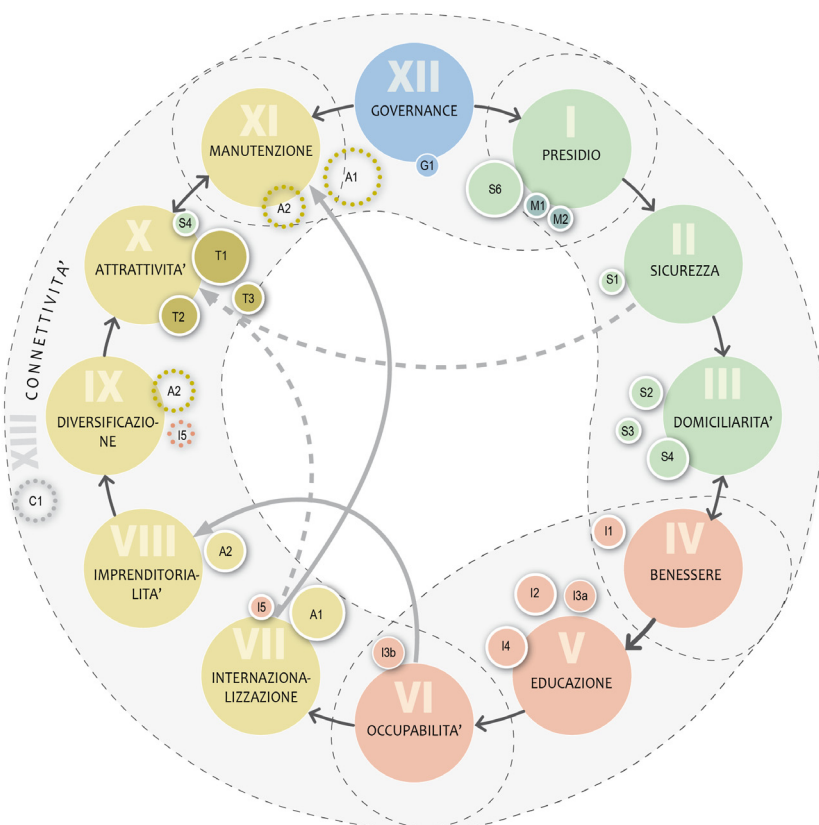 XII
GOVERNANCE
G1
I
PRESIDIO
S6
M1
M2
II
SICUREZZA
S1
III
DOMICILIARITA'
S2
S3
S4
IV
BENESSERE
I1
V
EDUCAZIONE
I2
I3a
I4
VI
OCCUPABILITA'
I3b
VII
INTERNAZIONA-
LIZZAZIONE
I5
A1
VIII
IMPRENDITORIA-
LITA'
A2
IX
DIVERSIFICAZIO-
NE
A2
I5
X
ATTRATTIVITA'
S4
T1
T2
T3
XI
MANUTENZIONE
A2
A1
XIII CONNETTIVITA'
C1